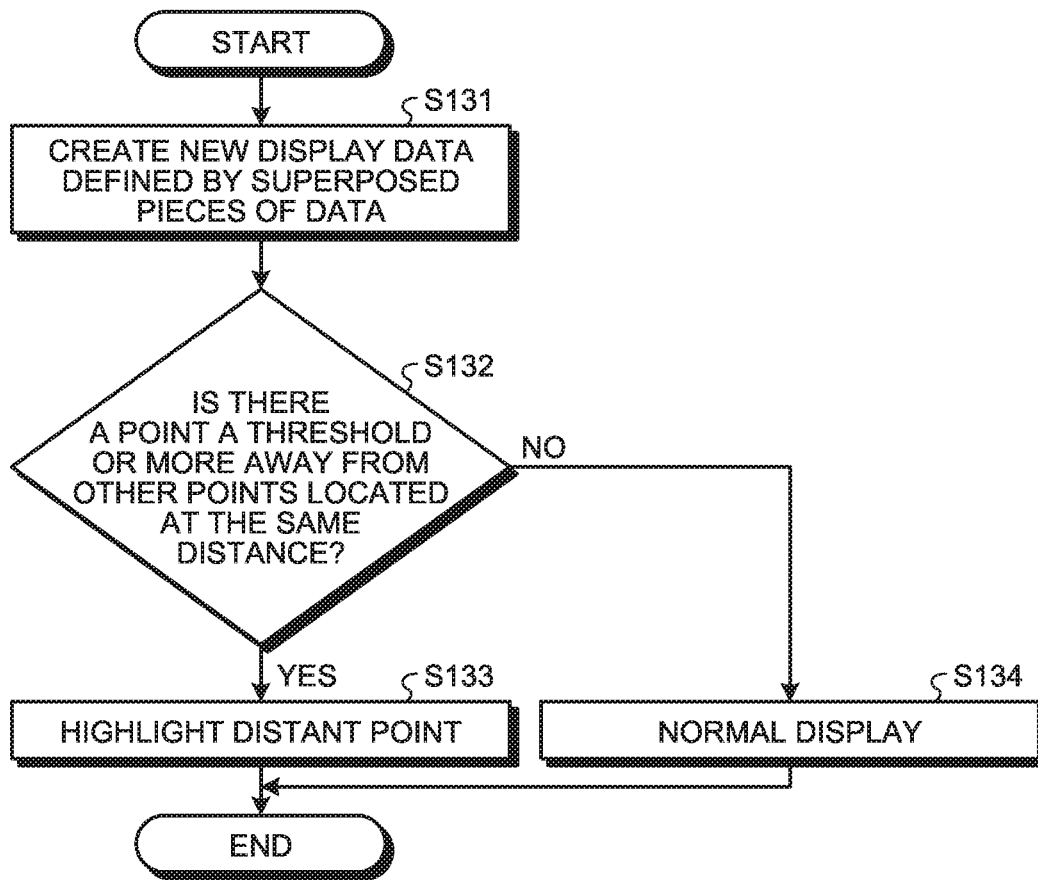 START
S131
CREATE NEW DISPLAY DATA
DEFINED BY SUPERPOSED
PIECES OF DATA
S132
IS THERE
A POINT A THRESHOLD
OR MORE AWAY FROM
OTHER POINTS LOCATED
AT THE SAME
DISTANCE?
NO
YES
S133
HIGHLIGHT DISTANT POINT
S134
NORMAL DISPLAY
END